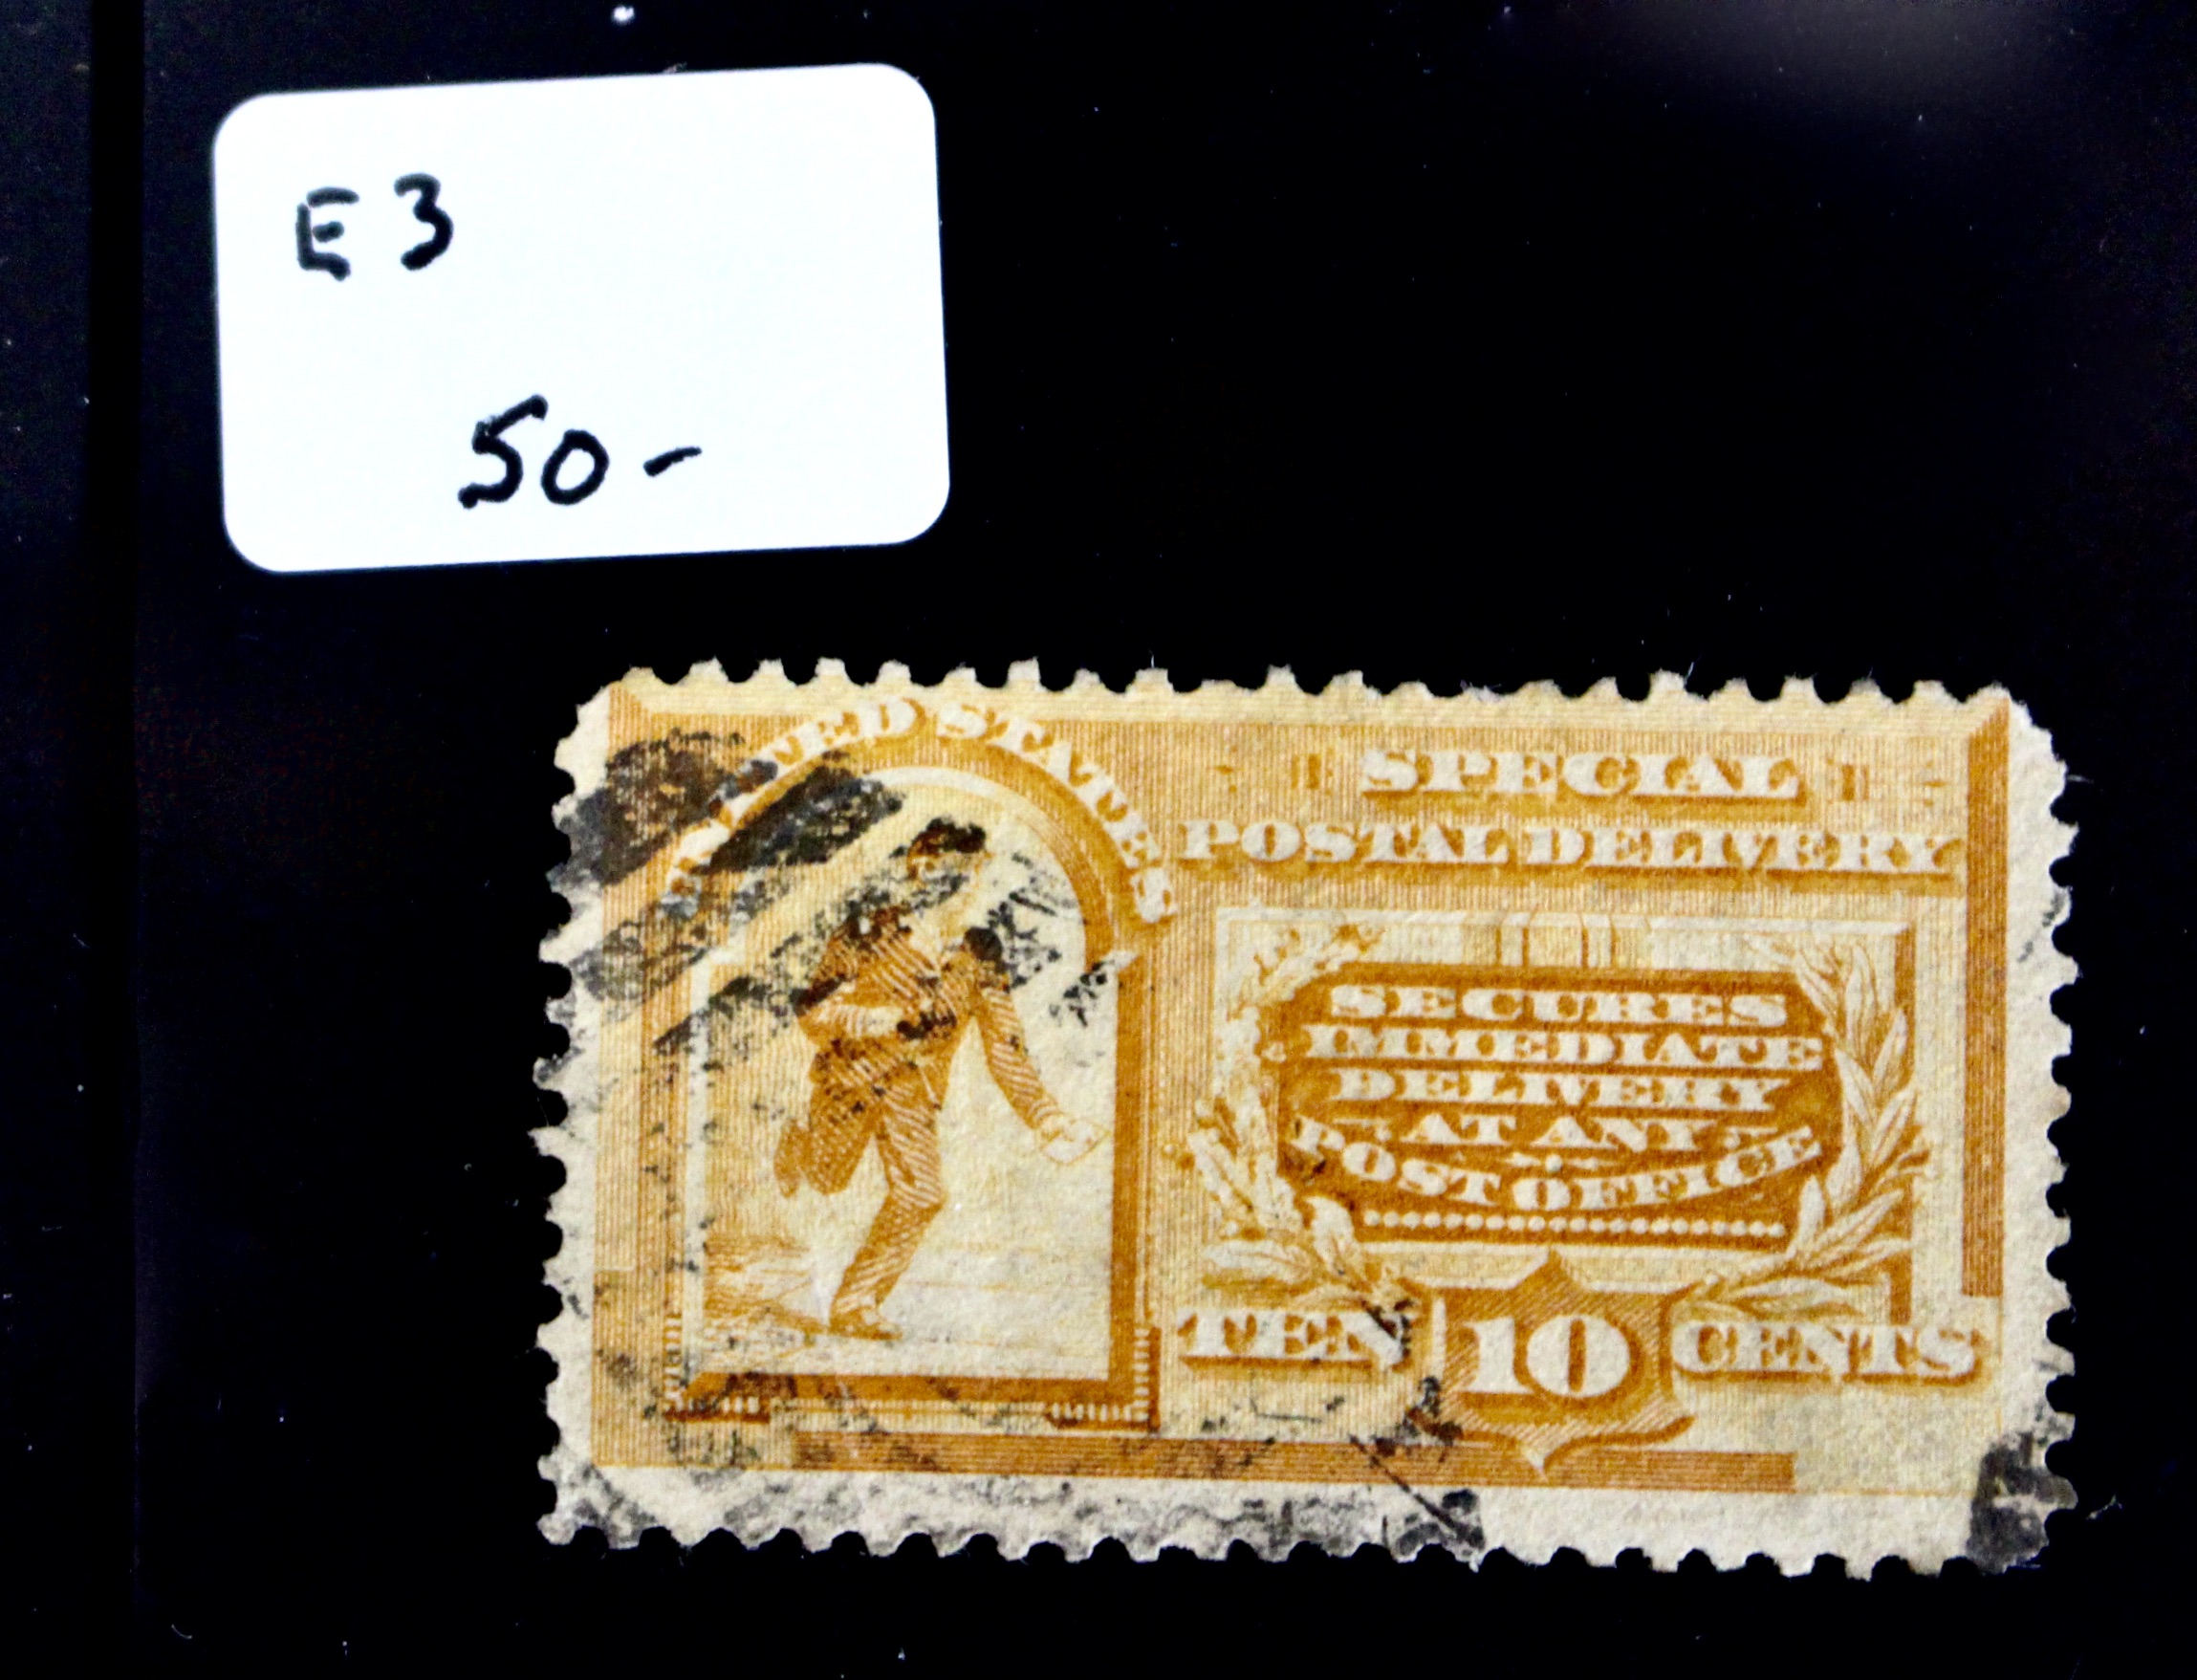 E3
50-
UNITED STATES
SPECIAL
POSTAL DELIVERY
SECURES
IMMEDIATE
DELIVERY
AT ANY
POST OFFICE
TEN 10 CENTS